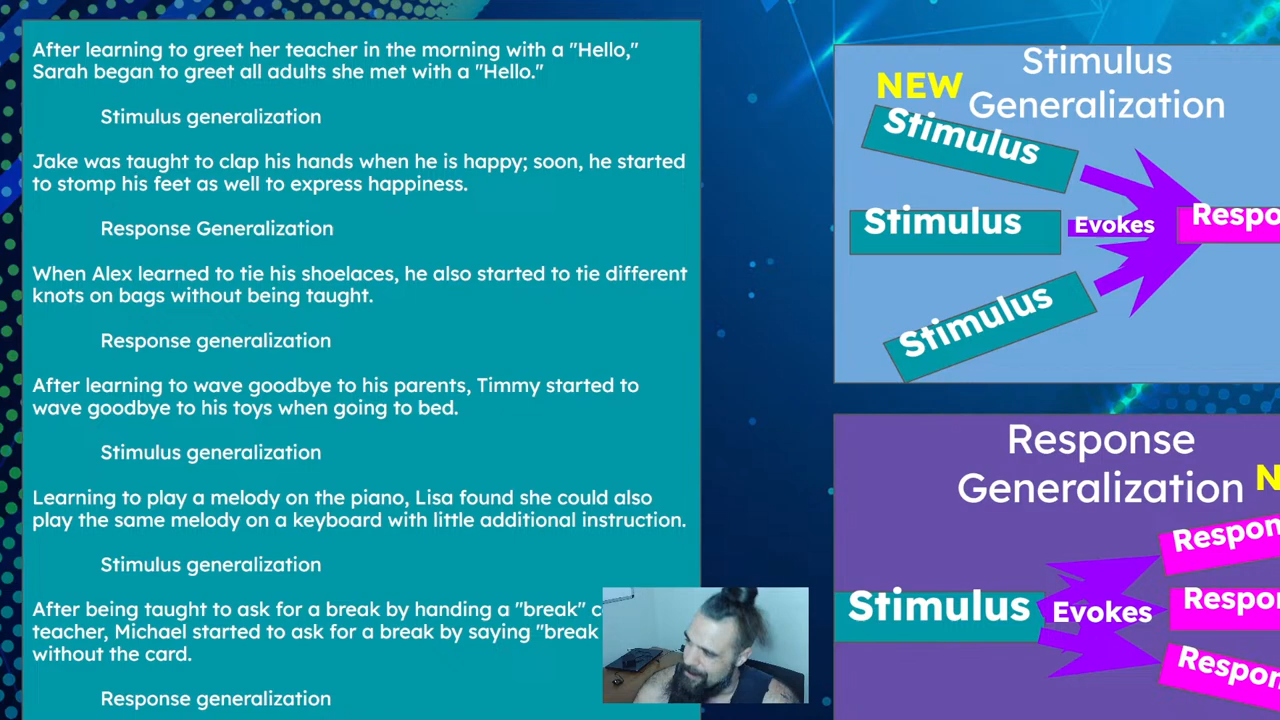 After learning to greet her teacher in the morning with a "Hello,"
Sarah began to greet all adults she met with a "Hello."
Stimulus generalization
Jake was taught to clap his hands when he is happy; soon, he started
to stomp his feet as well to express happiness.
Response Generalization
When Alex learned to tie his shoelaces, he also started to tie different
knots on bags without being taught.
Response generalization
After learning to wave goodbye to his parents, Timmy started to
wave goodbye to his toys when going to bed.
Stimulus generalization
Learning to play a melody on the piano, Lisa found she could also
play the same melody on a keyboard with little additional instruction.
Stimulus generalization
After being taught to ask for a break by handing a "break" c
teacher, Michael started to ask for a break by saying "break
without the card.
Response generalization
Stimulus
Generalization
NEW
Stimulus
Stimulus
Evokes
Respo
Stimulus
Response
Generalization
N
Respon
Stimulus
Evokes
Respon
Respon